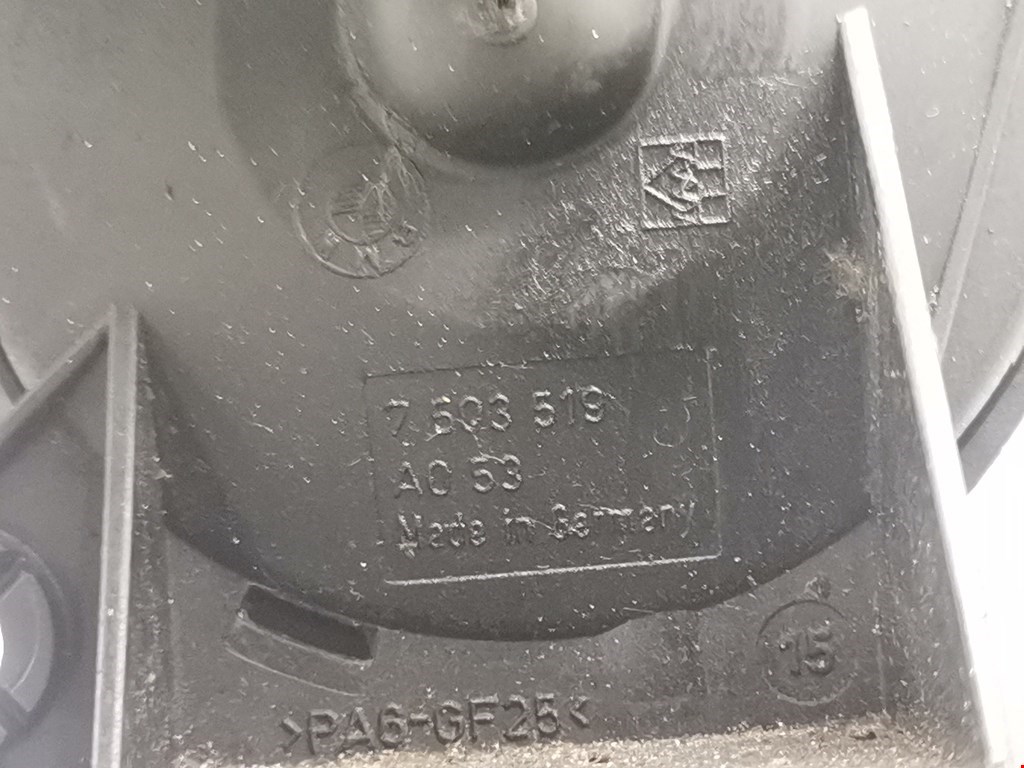 7 503 519
AC 53
Made in Germany
15
>PA6-GF25<